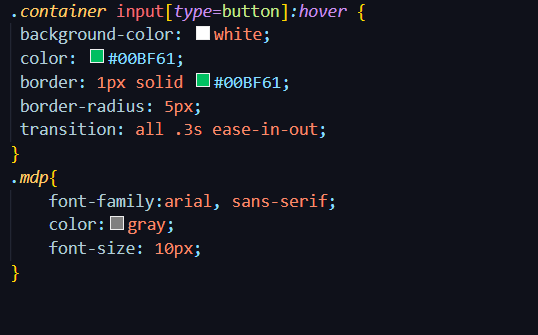 .container input[type=button]:hover {
background-color: white;
color: #00BF61;
border: 1px solid #00BF61;
border-radius: 5px;
transition: all .3s ease-in-out;
}
.mdp{
font-family:arial, sans-serif;
color:gray;
font-size: 10px;
}